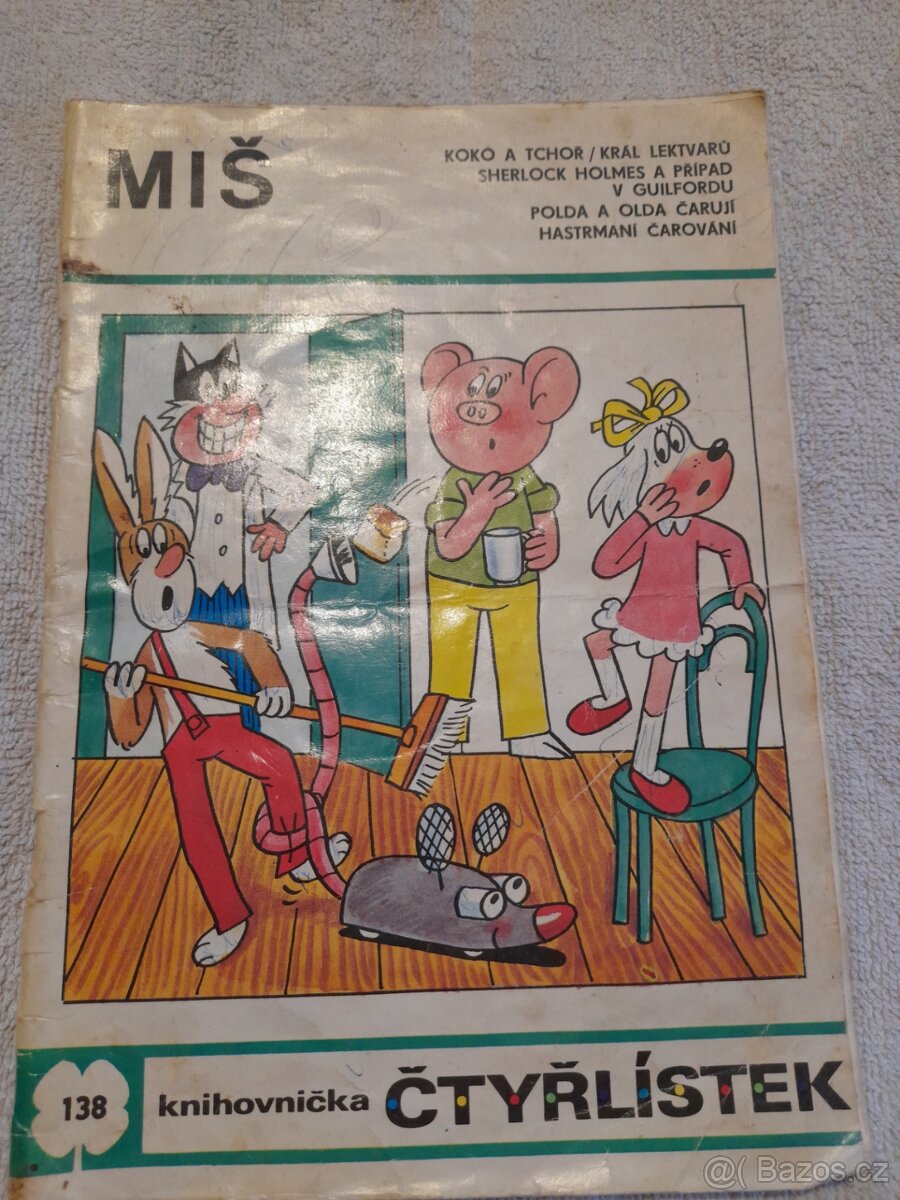 MIŠ
KOKO A TCHOŘ / KRÁL LEKTVARŮ
SHERLOCK HOLMES A PŘÍPAD
V GUILFORDU
POLDA A OLDA ČARUJÍ
HASTRMANÍ ČAROVÁNÍ
138
knihovnička ČTYŘLÍSTEK
@( Bazos.cz